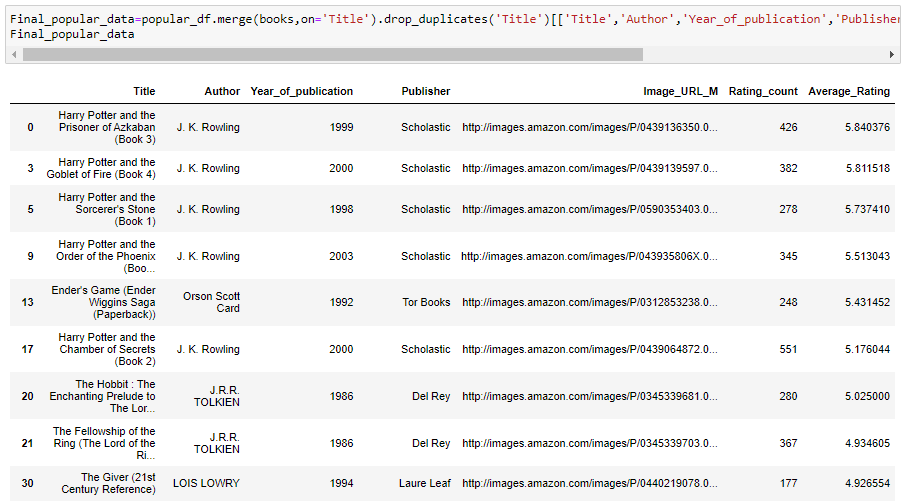 Final_popular_data=popular_df.merge(books,on='Title').drop_duplicates('Title')[['Title','Author','Year_of_publication','Publisher
Final_popular_data
Title Author Year_of_publication Publisher Image_URL_M Rating_count Average_Rating
0 Harry Potter and the Prisoner of Azkaban (Book 3) J. K. Rowling 1999 Scholastic http://images.amazon.com/images/P/0439136350.0... 426 5.840376
3 Harry Potter and the Goblet of Fire (Book 4) J. K. Rowling 2000 Scholastic http://images.amazon.com/images/P/0439139597.0... 382 5.811518
5 Harry Potter and the Sorcerer's Stone (Book 1) J. K. Rowling 1998 Scholastic http://images.amazon.com/images/P/0590353403.0... 278 5.737410
9 Harry Potter and the Order of the Phoenix (Boo... J. K. Rowling 2003 Scholastic http://images.amazon.com/images/P/043935806X.0... 345 5.513043
13 Ender's Game (Ender Wiggins Saga (Paperback)) Orson Scott Card 1992 Tor Books http://images.amazon.com/images/P/0312853238.0... 248 5.431452
17 Harry Potter and the Chamber of Secrets (Book 2) J. K. Rowling 2000 Scholastic http://images.amazon.com/images/P/0439064872.0... 551 5.176044
20 The Hobbit : The Enchanting Prelude to The Lor... J.R.R. TOLKIEN 1986 Del Rey http://images.amazon.com/images/P/0345339681.0... 280 5.025000
21 The Fellowship of the Ring (The Lord of the Ri... J.R.R. TOLKIEN 1986 Del Rey http://images.amazon.com/images/P/0345339703.0... 367 4.934605
30 The Giver (21st Century Reference) LOIS LOWRY 1994 Laure Leaf http://images.amazon.com/images/P/0440219078.0... 177 4.926554